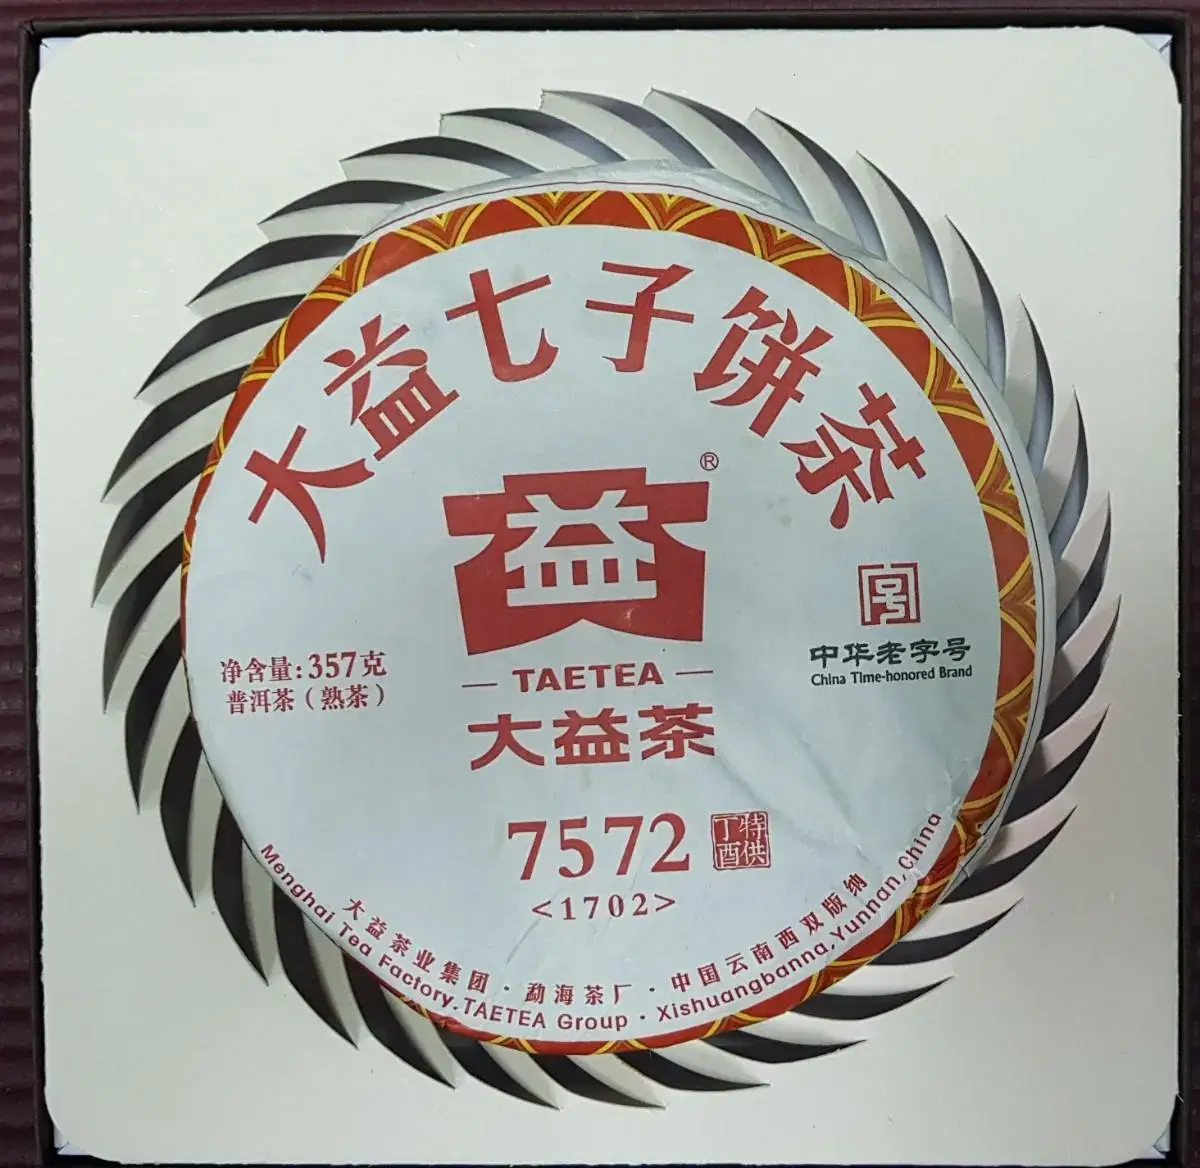 大益七子饼茶
益
®
TAETEA
大益茶
净含量:357克
普洱茶(熟茶)
号
中华老字号
China Time-honored Brand
7572
特供
丁酉
<1702>
大益茶业集团·勐海茶厂·中国云南西双版纳
Menghai Tea Factory.TAETEA Group·Xishuangbanna,Yunnan,China